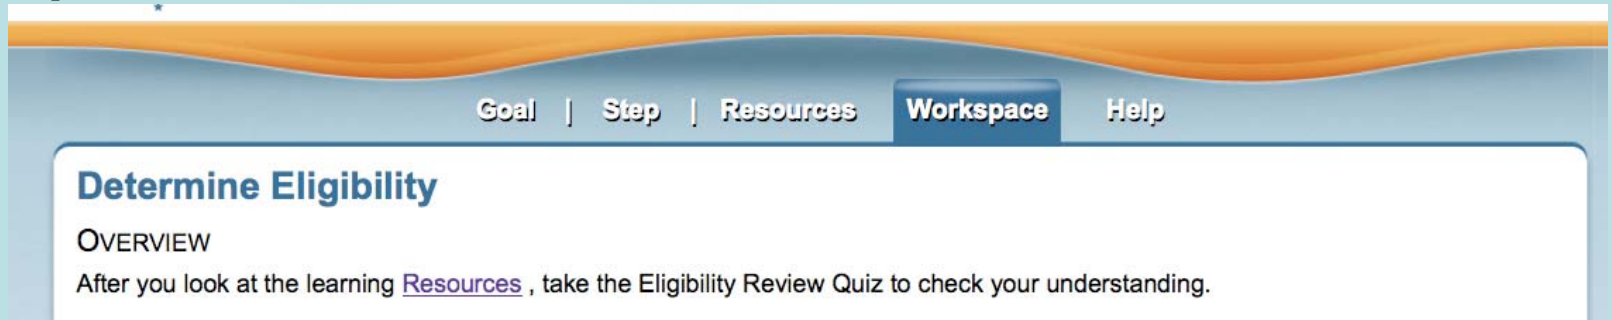 Goal | Step | Resources Workspace Help
Determine Eligibility
OVERVIEW
After you look at the learning Resources , take the Eligibility Review Quiz to check your understanding.